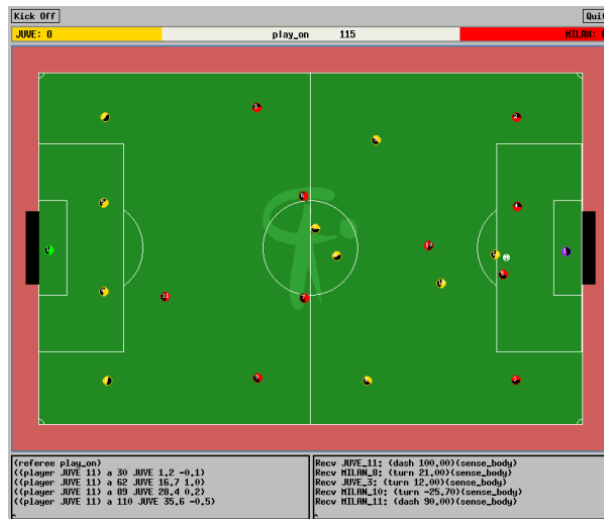 Kick Off
Quit
JUVE: 0 play_on 115 MILAN:
(referee play_on)
((player JUVE 11) a 30 JUVE 1.2 -0.1)
((player JUVE 11) a 62 JUVE 16.7 1.0)
((player JUVE 11) a 89 JUVE 28.4 0.2)
((player JUVE 11) a 110 JUVE 35.6 -0.5)
^
Recv JUVE_11: (dash 100.00)(sense_body)
Recv MILAN_8: (turn 21.00)(sense_body)
Recv JUVE_3: (turn 12.00)(sense_body)
Recv MILAN_10: (turn -25.70)(sense_body)
Recv MILAN_11: (dash 90.00)(sense_body)
^